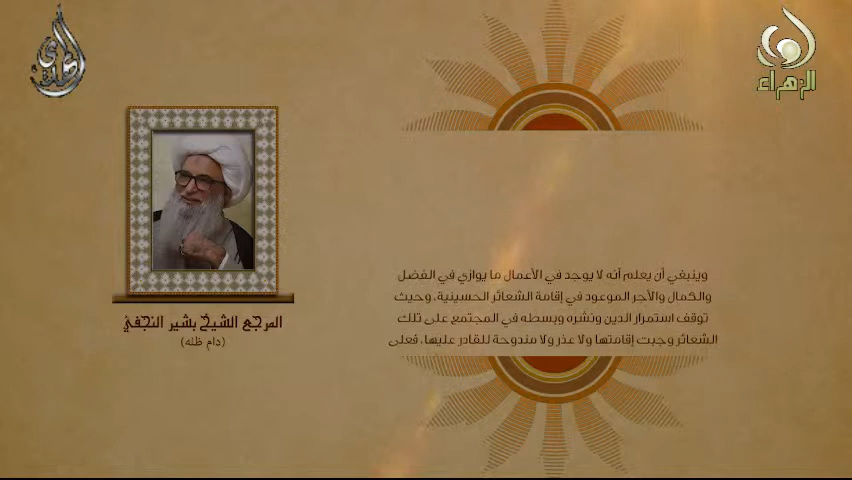 الزهراء
وينبغي أن يعلم أنه لا يوجد في الأعمال ما يوازي في الفضل
والكمال والأجر الموعود في إقامة الشعائر الحسينية، وحيث
توقف استمرار الدين ونشره وبسطه في المجتمع على تلك
الشعائر وجبت إقامتها ولا عذر ولا مندوحة للقادر عليها، فعلى
المرجع الشيخ بشير النجفي
(دام ظله)